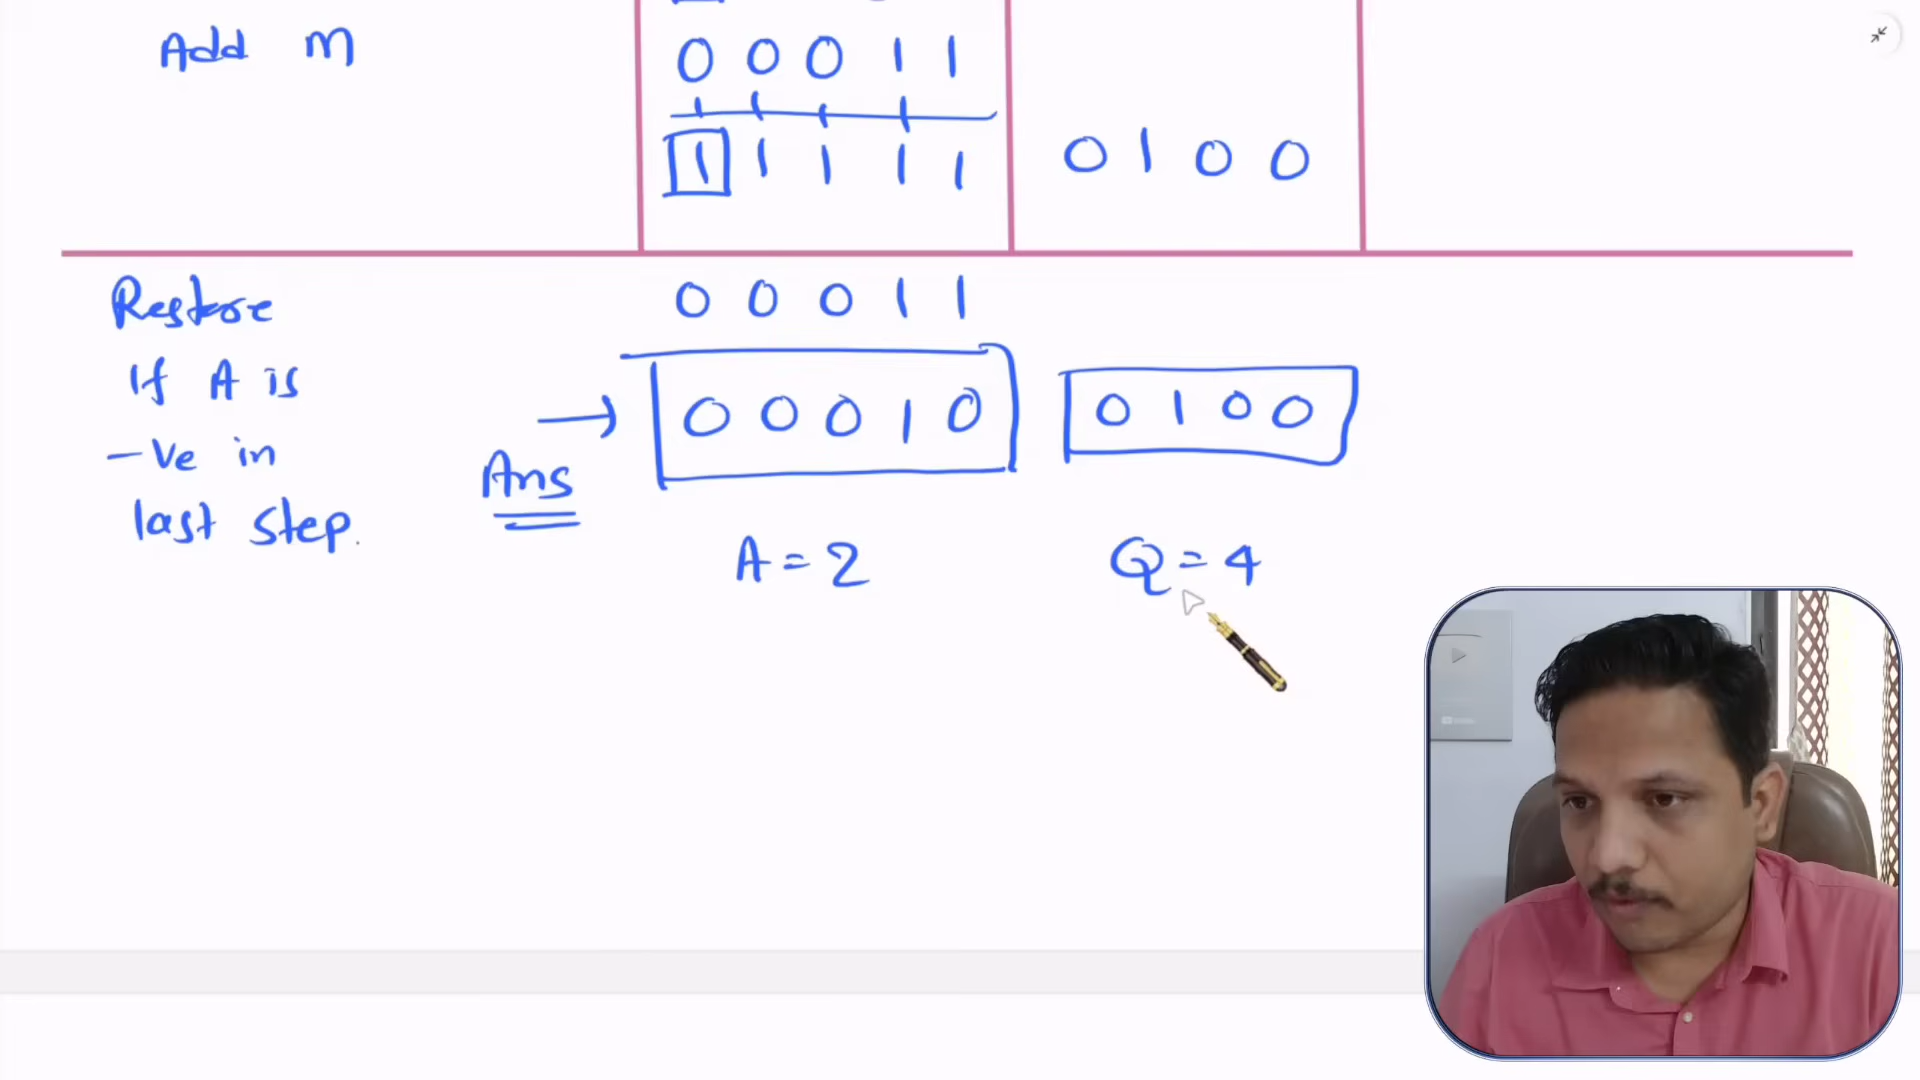 Add M
0 0 0 1 1
1 1 1 1 1
0 1 0 0
Restore
If A is
-ve in
last step.
0 0 0 1 1
→
Ans
0 0 0 1 0
0 1 0 0
A = 2
Q = 4